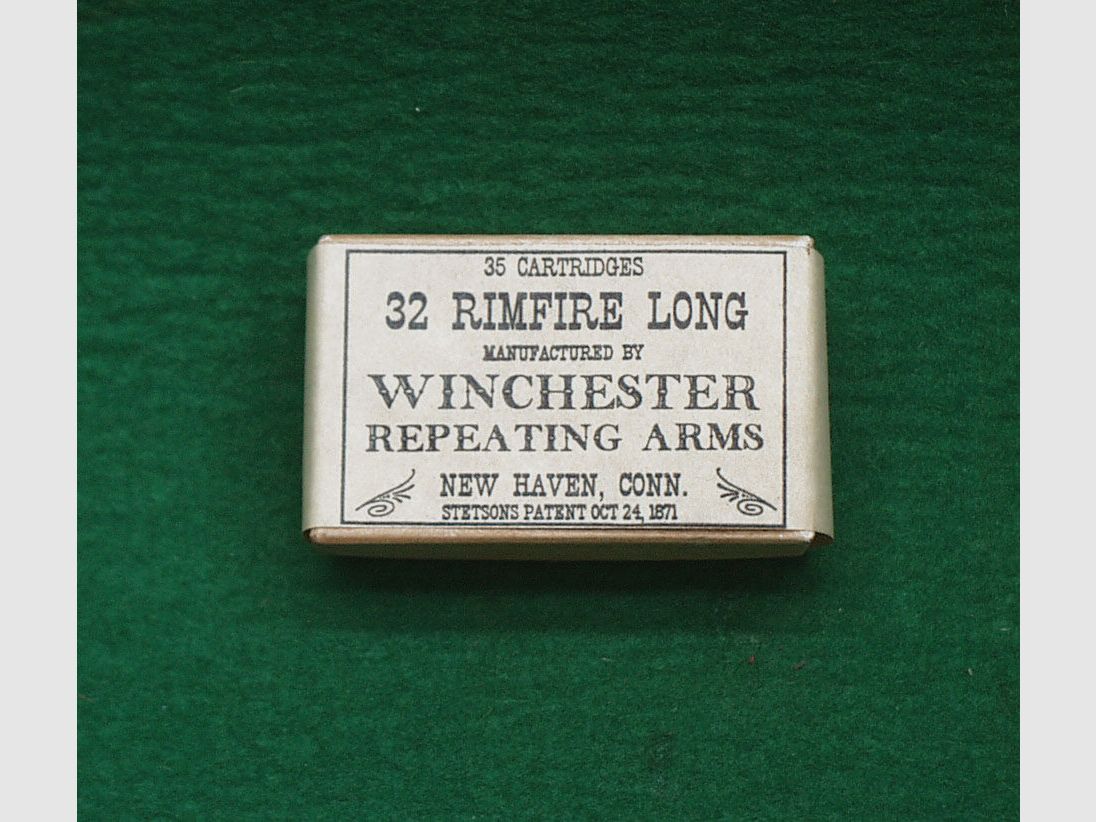 35 CARTRIDGES
32 RIMFIRE LONG
MANUFACTURED BY
WINCHESTER
REPEATING ARMS
NEW HAVEN, CONN.
STETSONS PATENT OCT 24, 1871